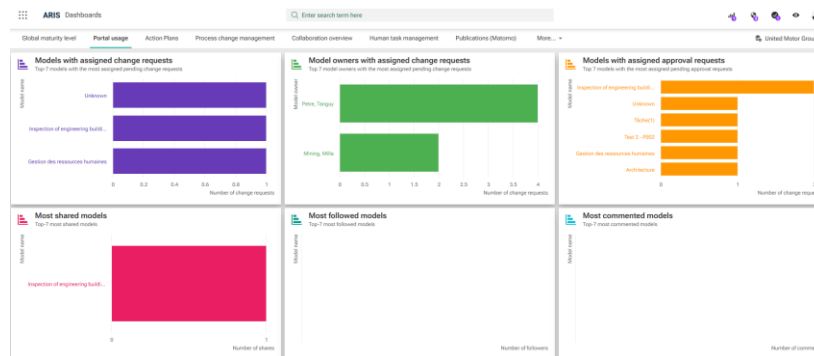 ARIS Dashboards
Enter search term here
Global maturity level Portal usage Action Plans Process change management Collaboration overview Human task management Publications (Matomo) More... United Motor Grou
Models with assigned change requests
Top-7 models with the most assigned pending change requests
Model name
Unknown
Inspection of engineering buildi...
Gestion des ressources humaines
0 0.2 0.4 0.6 0.8 1
Number of change requests
Model owners with assigned change requests
Top-7 model owners with the most assigned pending change requests
Model owner
Petre, Tanguy
Mining, Millie
0 0.5 1 1.5 2 2.5 3 3.5 4
Number of change requests
Models with assigned approval requests
Top 7 models with the most assigned pending approval requests
Model name
Inspection of engineering buildi...
Unknown
Test 2 - PBS2
Gestion des ressources humaines
Architecture
0 1
Number of change reque
Most shared models
Top-7 most shared models
Model name
Inspection of engineering buildi...
0 1
Number of shares
Most followed models
Top-7 most followed models
Model name
Number of followers
Most commented models
Top-7 most commented models
Model name
Number of comme